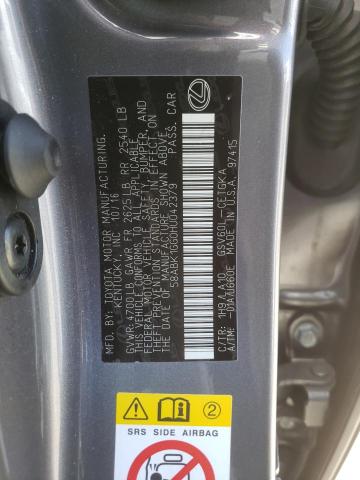 MFD. BY: TOYOTA MOTOR MANUFACTURING,
KENTUCKY, INC. 10/16
GVWR: 4700 LB GAWR: FR 2625 LB RR 2540 LB
THIS VEHICLE CONFORMS TO ALL APPLICABLE
FEDERAL MOTOR VEHICLE SAFETY, BUMPER, AND
THEFT PREVENTION STANDARDS IN EFFECT ON
THE DATE OF MANUFACTURE SHOWN ABOVE.
58ABK1GG0HU042379 PASS. CAR
C/TR: 1H9 / LA10 GSV60L-CETGKA
A/TM: -01A/U660E MADE IN U.S.A. 97415
2
SRS SIDE AIRBAG